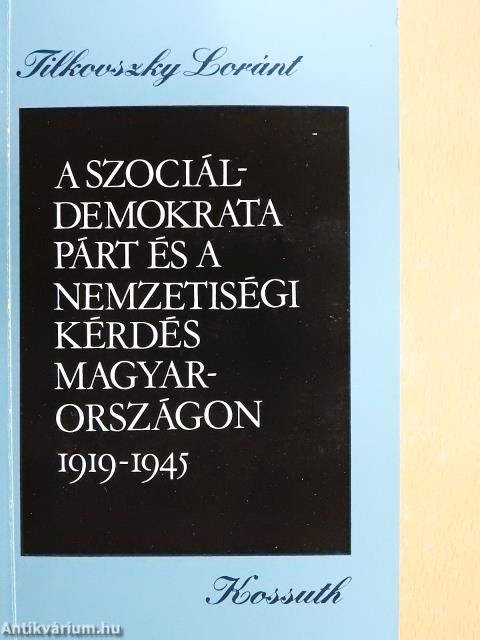 Tilkovszky Loránt
A SZOCIÁL-
DEMOKRATA
PÁRT ÉS A
NEMZETISÉGI
KÉRDÉS
MAGYAR-
ORSZÁGON
1919-1945
Kossuth
Antikvárium.hu